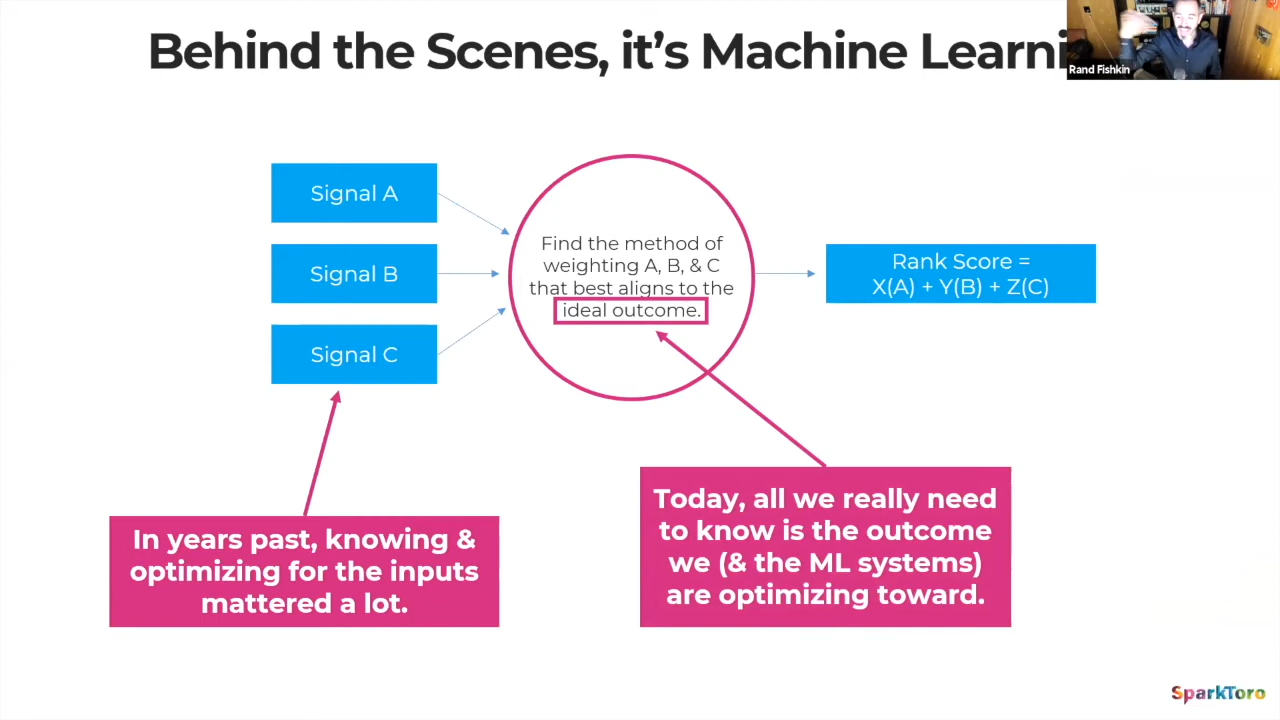 Behind the Scenes, it's Machine Learni
Rand Fishkin
Signal A
Signal B
Signal C
Find the method of
weighting A, B, & C
that best aligns to the
ideal outcome.
Rank Score =
X(A) + Y(B) + Z(C)
In years past, knowing &
optimizing for the inputs
mattered a lot.
Today, all we really need
to know is the outcome
we (& the ML systems)
are optimizing toward.
SparkToro